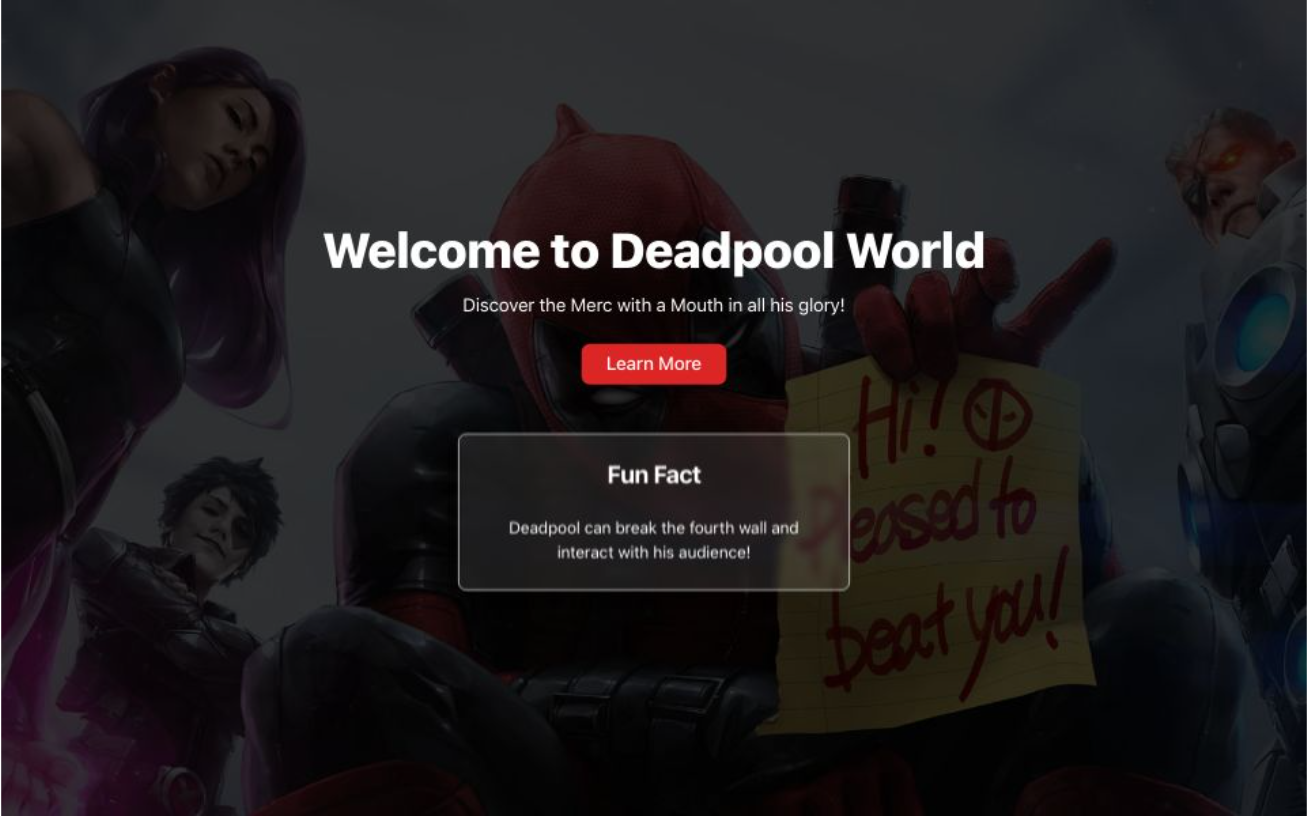 Welcome to Deadpool World
Discover the Merc with a Mouth in all his glory!
Learn More
Fun Fact
Deadpool can break the fourth wall and
interact with his audience!
Hi!
Pleased to
beat you!